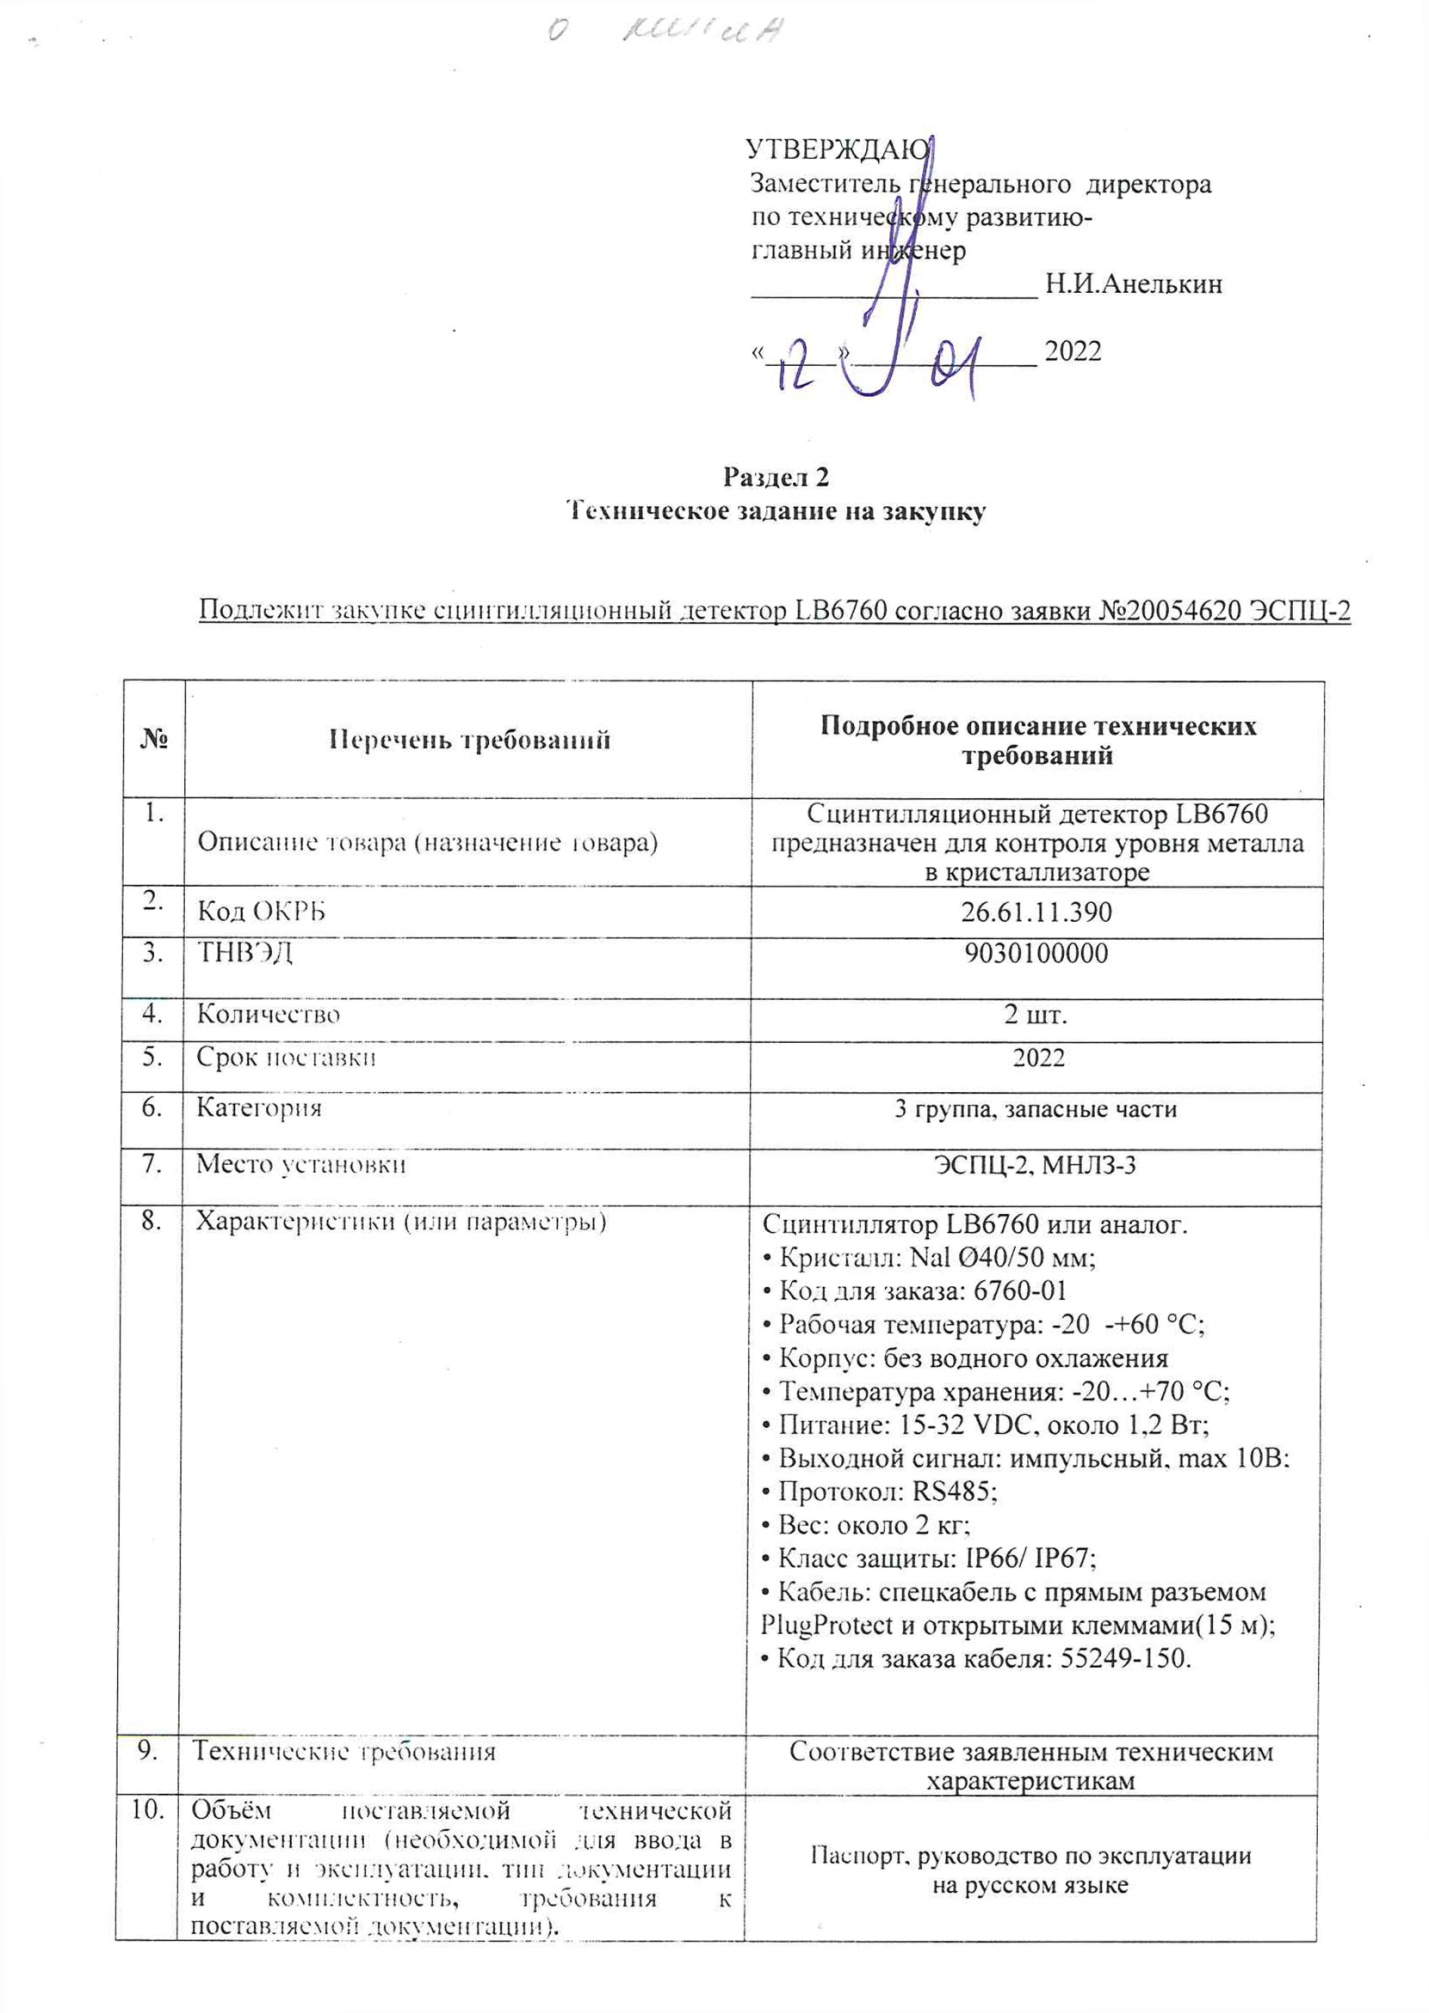 УТВЕРЖДАЮ
Заместитель генерального директора
по техническому развитию-
главный инженер
____________________ Н.И.Анелькин
«12» 01 2022
Раздел 2
Техническое задание на закупку
Подлежит закупке сцинтилляционный детектор LB6760 согласно заявки №20054620 ЭСПЦ-2
№ Перечень требований Подробное описание технических
требований
1. Описание товара (назначение товара) Сцинтилляционный детектор LB6760
предназначен для контроля уровня металла
в кристаллизаторе
2. Код ОКРБ 26.61.11.390
3. ТНВЭД 9030100000
4. Количество 2 шт.
5. Срок поставки 2022
6. Категория 3 группа, запасные части
7. Место установки ЭСПЦ-2, МНЛЗ-3
8. Характеристики (или параметры) Сцинтиллятор LB6760 или аналог.
• Кристалл: Nal Ø40/50 мм;
• Код для заказа: 6760-01
• Рабочая температура: -20 -+60 °C;
• Корпус: без водного охлажения
• Температура хранения: -20…+70 °C;
• Питание: 15-32 VDC, около 1,2 Вт;
• Выходной сигнал: импульсный, max 10В;
• Протокол: RS485;
• Вес: около 2 кг;
• Класс защиты: IP66/ IP67;
• Кабель: спецкабель с прямым разъемом
PlugProtect и открытыми клеммами(15 м);
• Код для заказа кабеля: 55249-150.
9. Технические требования Соответствие заявленным техническим
характеристикам
10. Объём поставляемой технической
документации (необходимой для ввода в
работу и эксплуатации, тип документации
и комплектность, требования к
поставляемой документации).
Паспорт, руководство по эксплуатации
на русском языке